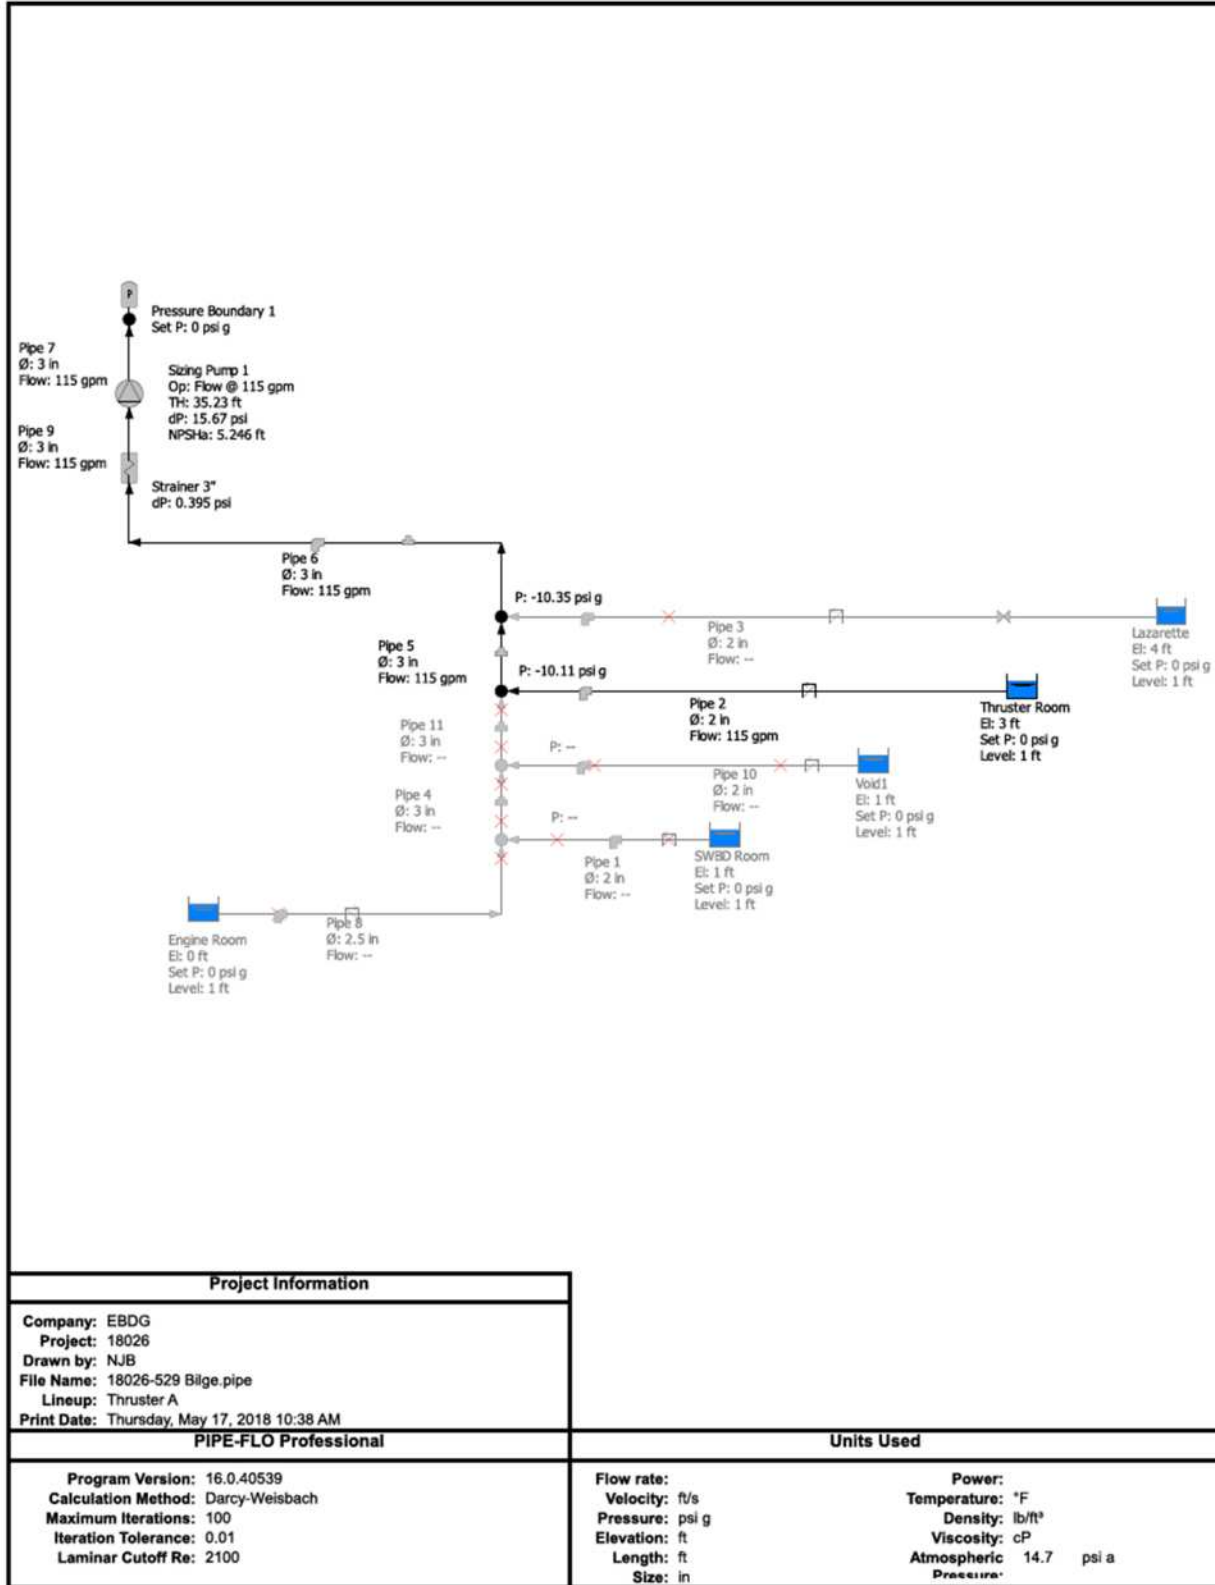 P
Pressure Boundary 1
Set P: 0 psi g
Pipe 7
Ø: 3 in
Flow: 115 gpm
Sizing Pump 1
Op: Flow @ 115 gpm
TH: 35.23 ft
dP: 15.67 psi
NPSHa: 5.246 ft
Pipe 9
Ø: 3 in
Flow: 115 gpm
Strainer 3"
dP: 0.395 psi
Pipe 6
Ø: 3 in
Flow: 115 gpm
P: -10.35 psi g
Pipe 3
Ø: 2 in
Flow: --
Lazarette
El: 4 ft
Set P: 0 psi g
Level: 1 ft
Pipe 5
Ø: 3 in
Flow: 115 gpm
P: -10.11 psi g
Pipe 2
Ø: 2 in
Flow: 115 gpm
Thruster Room
El: 3 ft
Set P: 0 psi g
Level: 1 ft
Pipe 11
Ø: 3 in
Flow: --
P: --
Pipe 10
Ø: 2 in
Flow: --
Void1
El: 1 ft
Set P: 0 psi g
Level: 1 ft
Pipe 4
Ø: 3 in
Flow: --
P: --
Pipe 1
Ø: 2 in
Flow: --
SWBD Room
El: 1 ft
Set P: 0 psi g
Level: 1 ft
Engine Room
El: 0 ft
Set P: 0 psi g
Level: 1 ft
Pipe 8
Ø: 2.5 in
Flow: --
Project Information
Company: EBDG
Project: 18026
Drawn by: NJB
File Name: 18026-529 Bilge.pipe
Lineup: Thruster A
Print Date: Thursday, May 17, 2018 10:38 AM
PIPE-FLO Professional
Program Version: 16.0.40539
Calculation Method: Darcy-Weisbach
Maximum Iterations: 100
Iteration Tolerance: 0.01
Laminar Cutoff Re: 2100
Units Used
Flow rate:
Velocity: ft/s
Pressure: psi g
Elevation: ft
Length: ft
Size: in
Power:
Temperature: °F
Density: lb/ft³
Viscosity: cP
Atmospheric 14.7 psi a
Pressure: